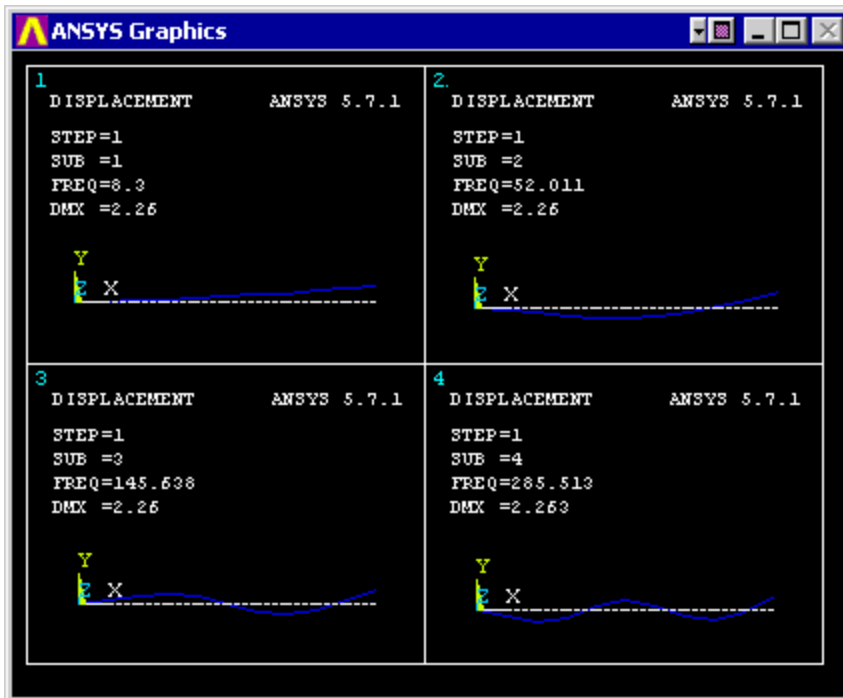 ANSYS Graphics
1
DISPLACEMENT ANSYS 5.7.1
STEP=1
SUB =1
FREQ=8.3
DMX =2.26
Y
Z X
2
DISPLACEMENT ANSYS 5.7.1
STEP=1
SUB =2
FREQ=52.011
DMX =2.26
Y
Z X
3
DISPLACEMENT ANSYS 5.7.1
STEP=1
SUB =3
FREQ=145.638
DMX =2.26
Y
Z X
4
DISPLACEMENT ANSYS 5.7.1
STEP=1
SUB =4
FREQ=285.513
DMX =2.263
Y
Z X